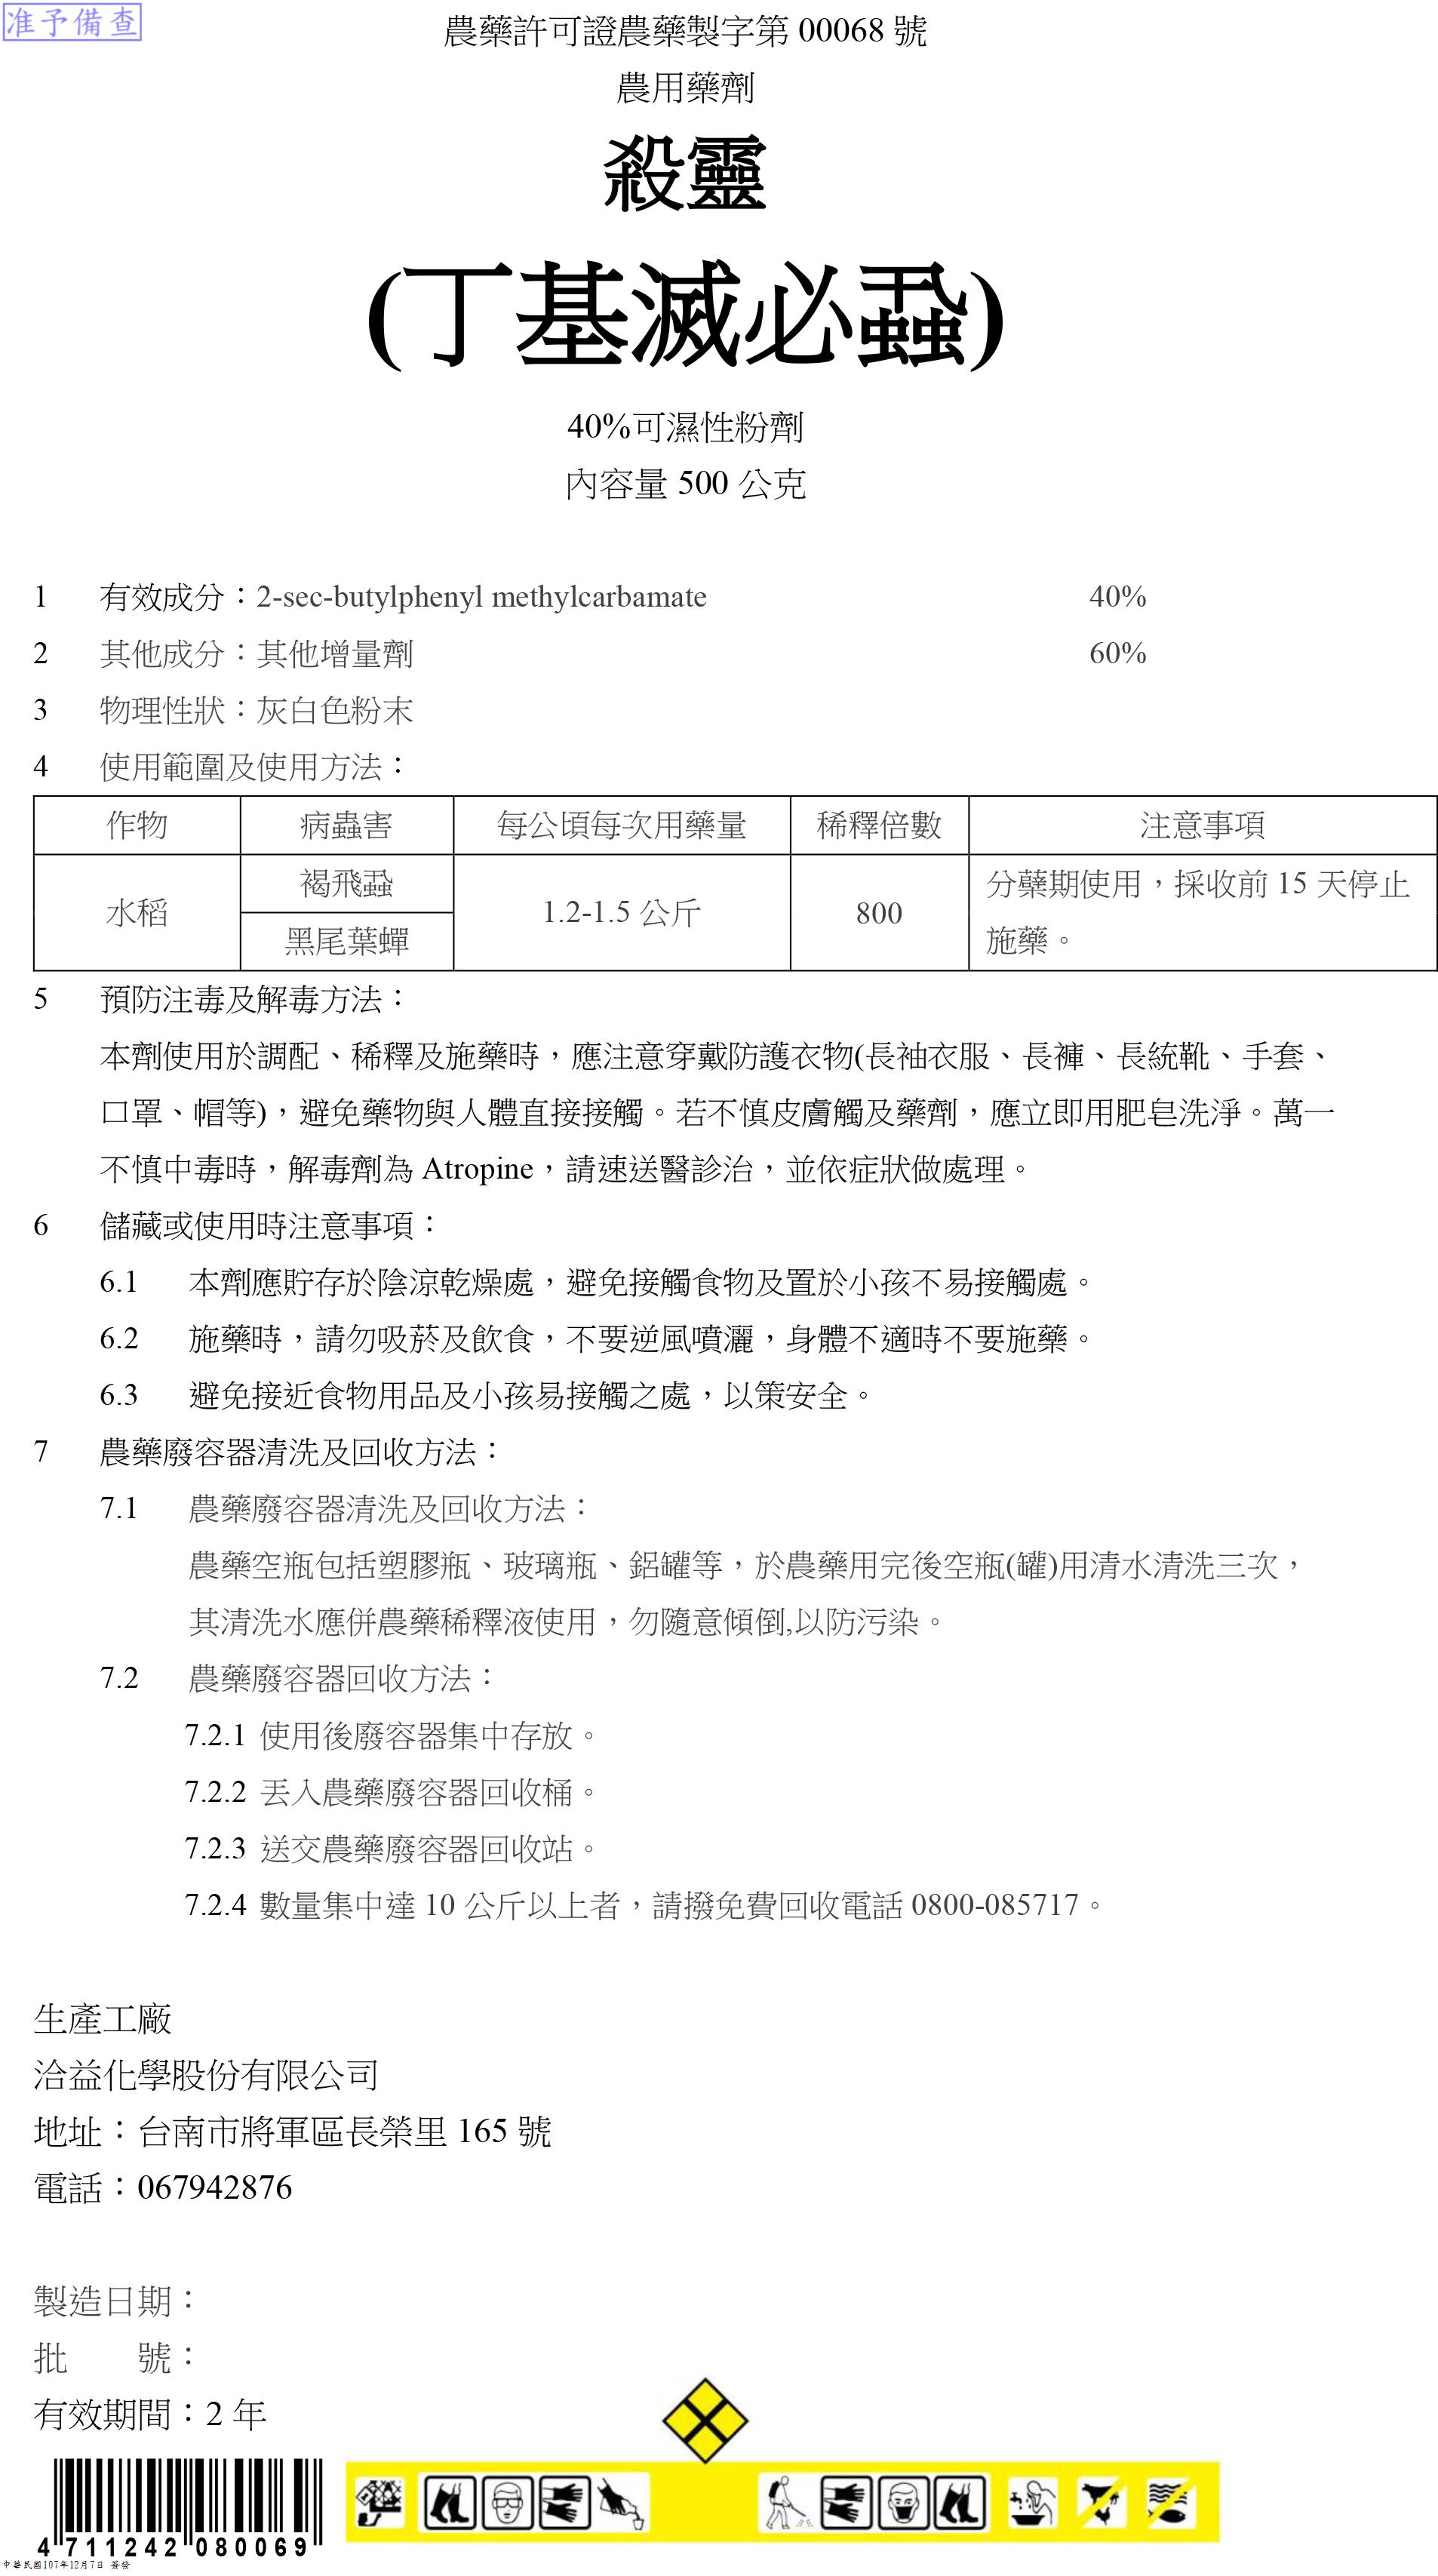 准予備查
農藥許可證農藥製字第 00068 號
農用藥劑
殺靈
(丁基滅必蝨)
40%可濕性粉劑
內容量 500 公克
1 有效成分：2-sec-butylphenyl methylcarbamate 40%
2 其他成分：其他增量劑 60%
3 物理性狀：灰白色粉末
4 使用範圍及使用方法：
作物 病蟲害 每公頃每次用藥量 稀釋倍數 注意事項
水稻 褐飛蝨 1.2-1.5 公斤 800 分蘗期使用，採收前 15 天停止
黑尾葉蟬 施藥。
5 預防注毒及解毒方法：
本劑使用於調配、稀釋及施藥時，應注意穿戴防護衣物(長袖衣服、長褲、長統靴、手套、
口罩、帽等)，避免藥物與人體直接接觸。若不慎皮膚觸及藥劑，應立即用肥皂洗淨。萬一
不慎中毒時，解毒劑為 Atropine，請速送醫診治，並依症狀做處理。
6 儲藏或使用時注意事項：
6.1 本劑應貯存於陰涼乾燥處，避免接觸食物及置於小孩不易接觸處。
6.2 施藥時，請勿吸菸及飲食，不要逆風噴灑，身體不適時不要施藥。
6.3 避免接近食物用品及小孩易接觸之處，以策安全。
7 農藥廢容器清洗及回收方法：
7.1 農藥廢容器清洗及回收方法：
農藥空瓶包括塑膠瓶、玻璃瓶、鋁罐等，於農藥用完後空瓶(罐)用清水清洗三次，
其清洗水應併農藥稀釋液使用，勿隨意傾倒,以防污染。
7.2 農藥廢容器回收方法：
7.2.1 使用後廢容器集中存放。
7.2.2 丟入農藥廢容器回收桶。
7.2.3 送交農藥廢容器回收站。
7.2.4 數量集中達 10 公斤以上者，請撥免費回收電話 0800-085717。
生產工廠
洽益化學股份有限公司
地址：台南市將軍區長榮里 165 號
電話：067942876
製造日期：
批　　號：
有效期間：2 年
4 711242 080069
中華民國107年12月7日 簽發